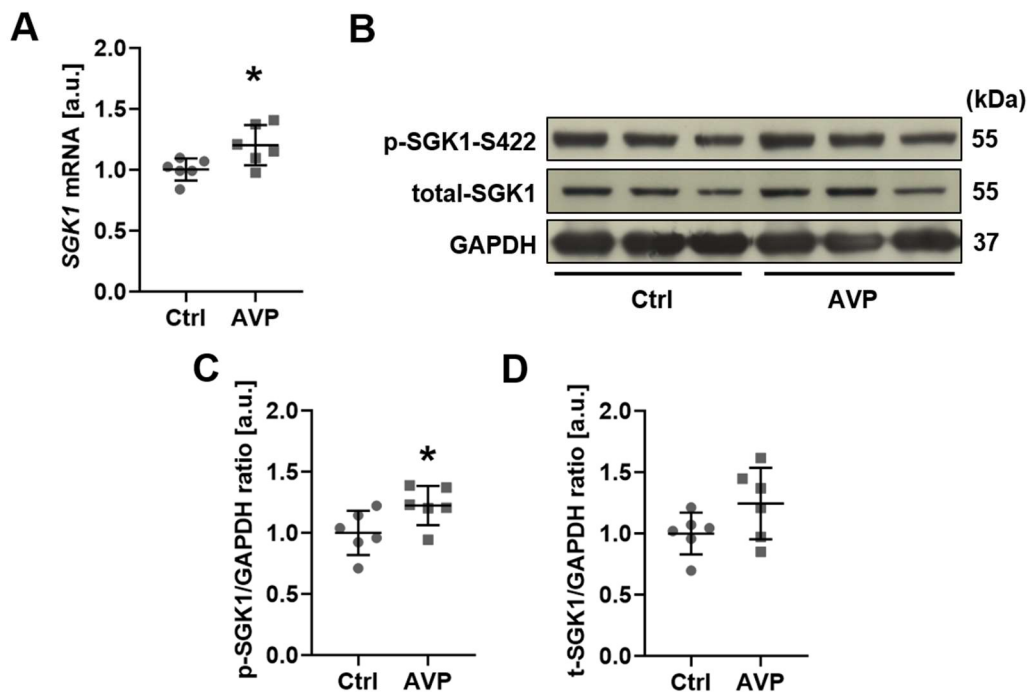 A
SGK1 mRNA [a.u.]
2.0
1.5
1.0
0.5
0.0
*
Ctrl AVP
B
(kDa)
p-SGK1-S422 55
total-SGK1 55
GAPDH 37
Ctrl AVP
C
p-SGK1/GAPDH ratio [a.u.]
2.0
1.5
1.0
0.5
0.0
*
Ctrl AVP
D
t-SGK1/GAPDH ratio [a.u.]
2.0
1.5
1.0
0.5
0.0
Ctrl AVP